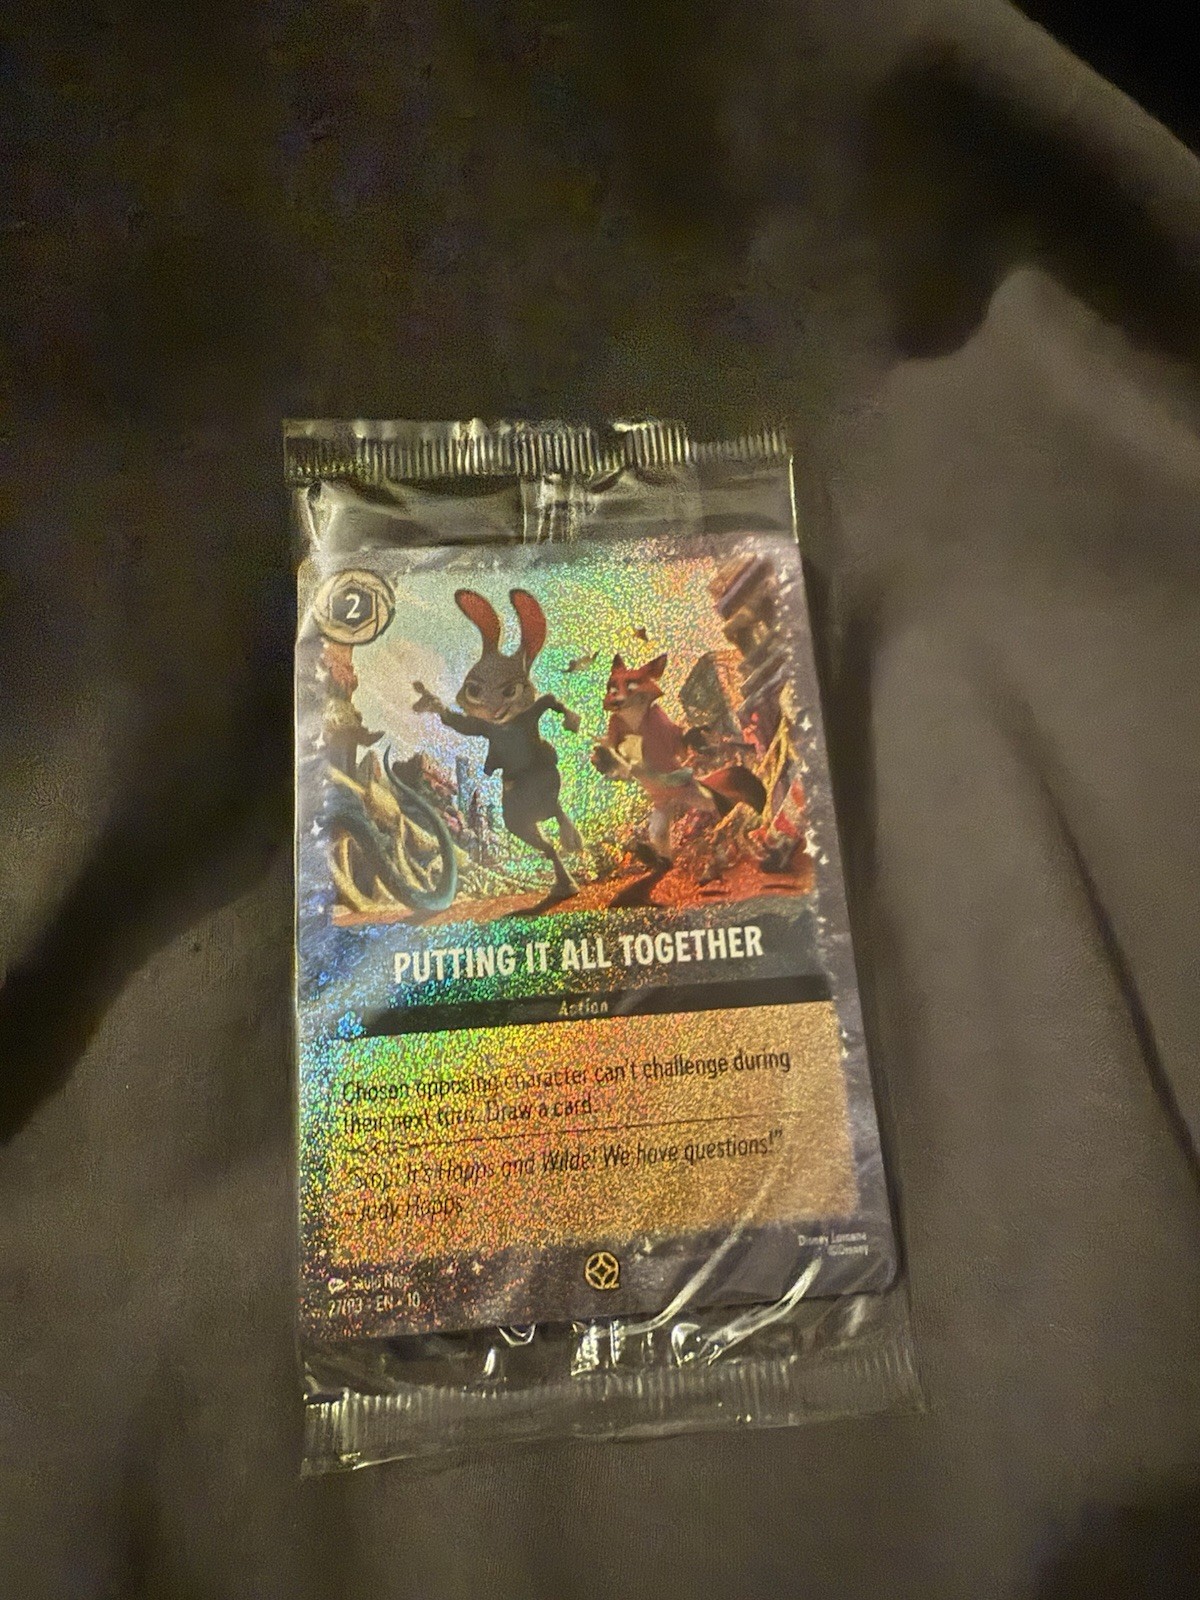 2
PUTTING IT ALL TOGETHER
Action
Chosen opposing character can't challenge during
their next turn. Draw a card.
"Stop! It's Hopps and Wilde! We have questions!"
–Judy Hopps
Disney Lorcana
©Disney
EN • 10